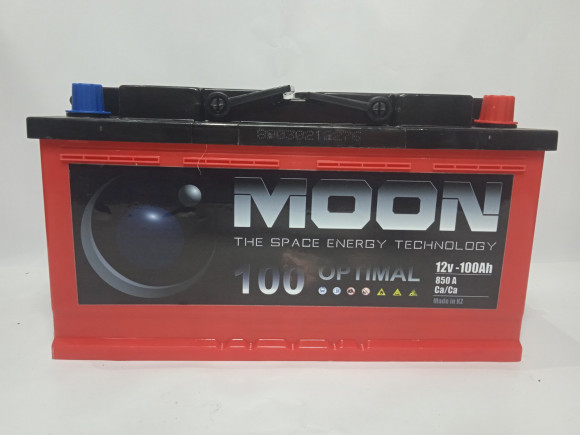 MOON
THE SPACE ENERGY TECHNOLOGY
100 OPTIMAL
12v -100Ah
850 A
Ca/Ca
Made in KZ